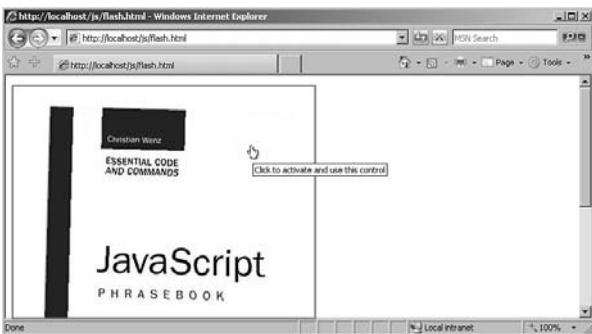 http://localhost/js/flash.html - Windows Internet Explorer
http://localhost/js/flash.html
MSN Search
http://localhost/js/flash.html
Page
Tools
Christian Wenz
ESSENTIAL CODE
AND COMMANDS
Click to activate and use this control
JavaScript
PHRASEBOOK
Done
Local intranet
100%